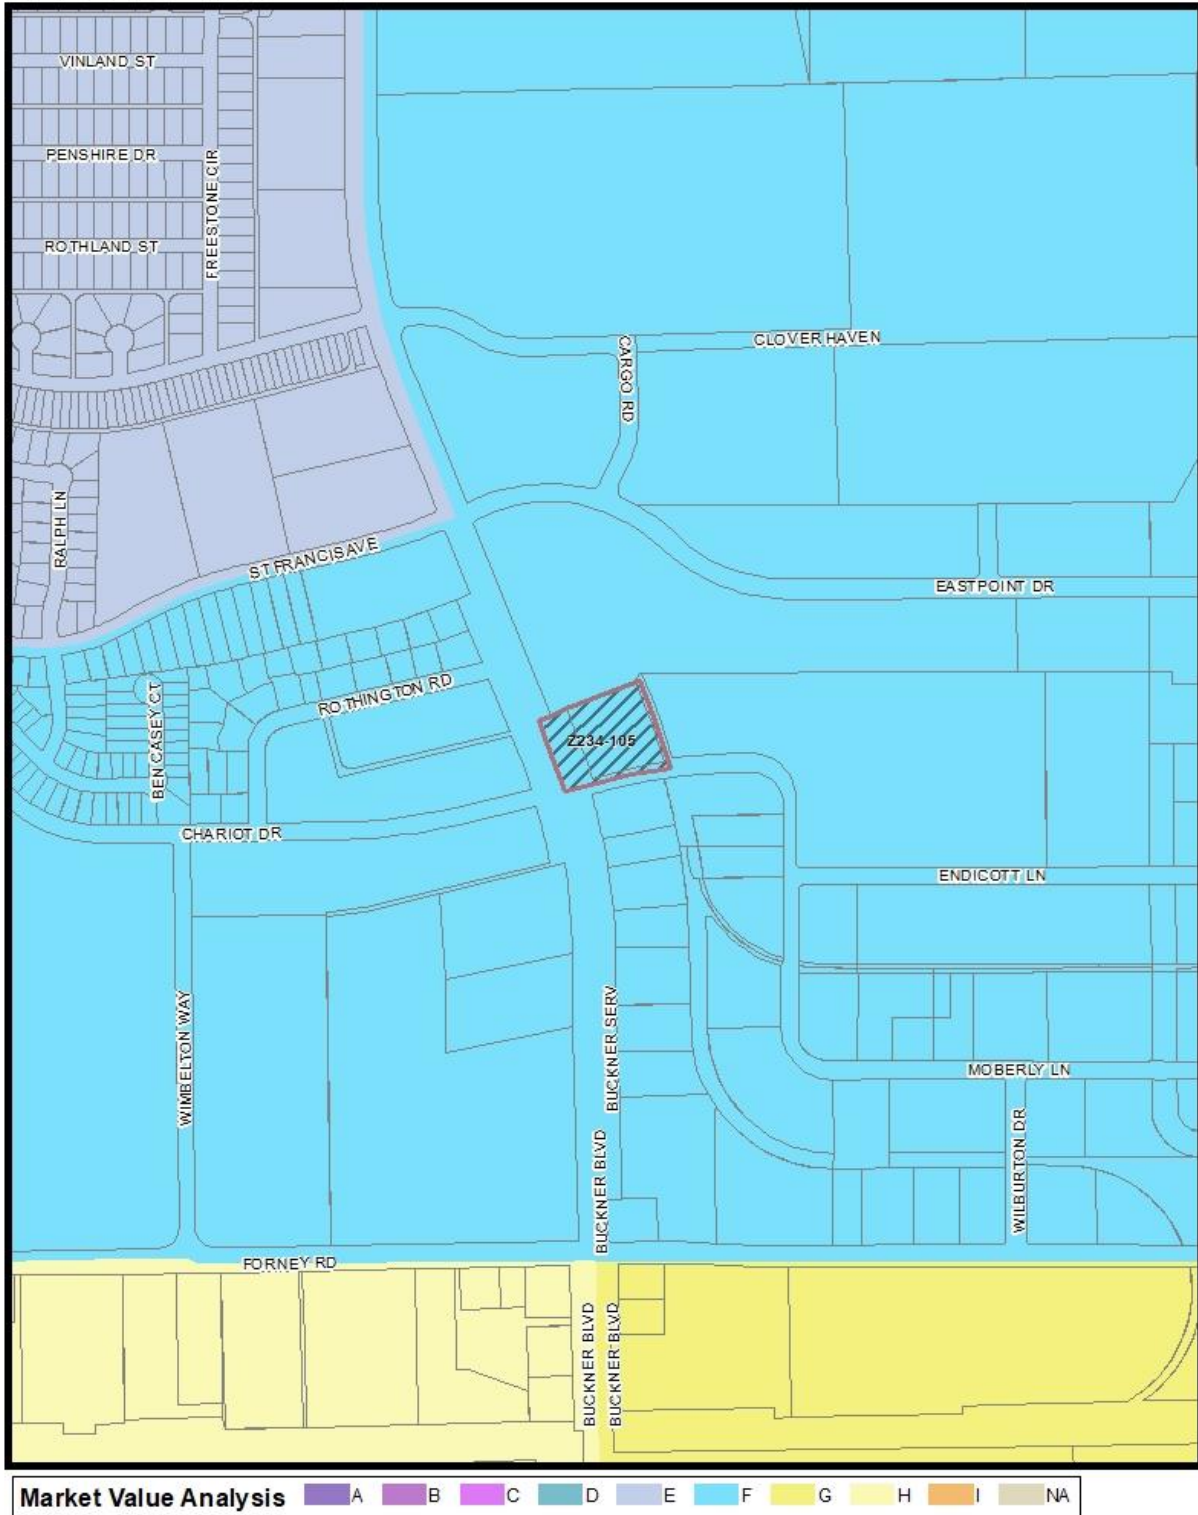 VINLAND ST
PENSHIRE DR
FREESTONE CIR
ROTHLAND ST
CLOVER HAVEN
CARGO RD
RALPH LN
ST FRANCIS AVE
EASTPOINT DR
ROTHINGTON RD
BEN CASEY CT
Z234-105
CHARIOT DR
ENDICOTT LN
WIMBELTON WAY
BUCKNER SERV
MOBERLY LN
WILBURTON DR
BUCKNER BLVD
FORNEY RD
BUCKNER BLVD
BUCKNER BLVD
Market Value Analysis A B C D E F G H I NA